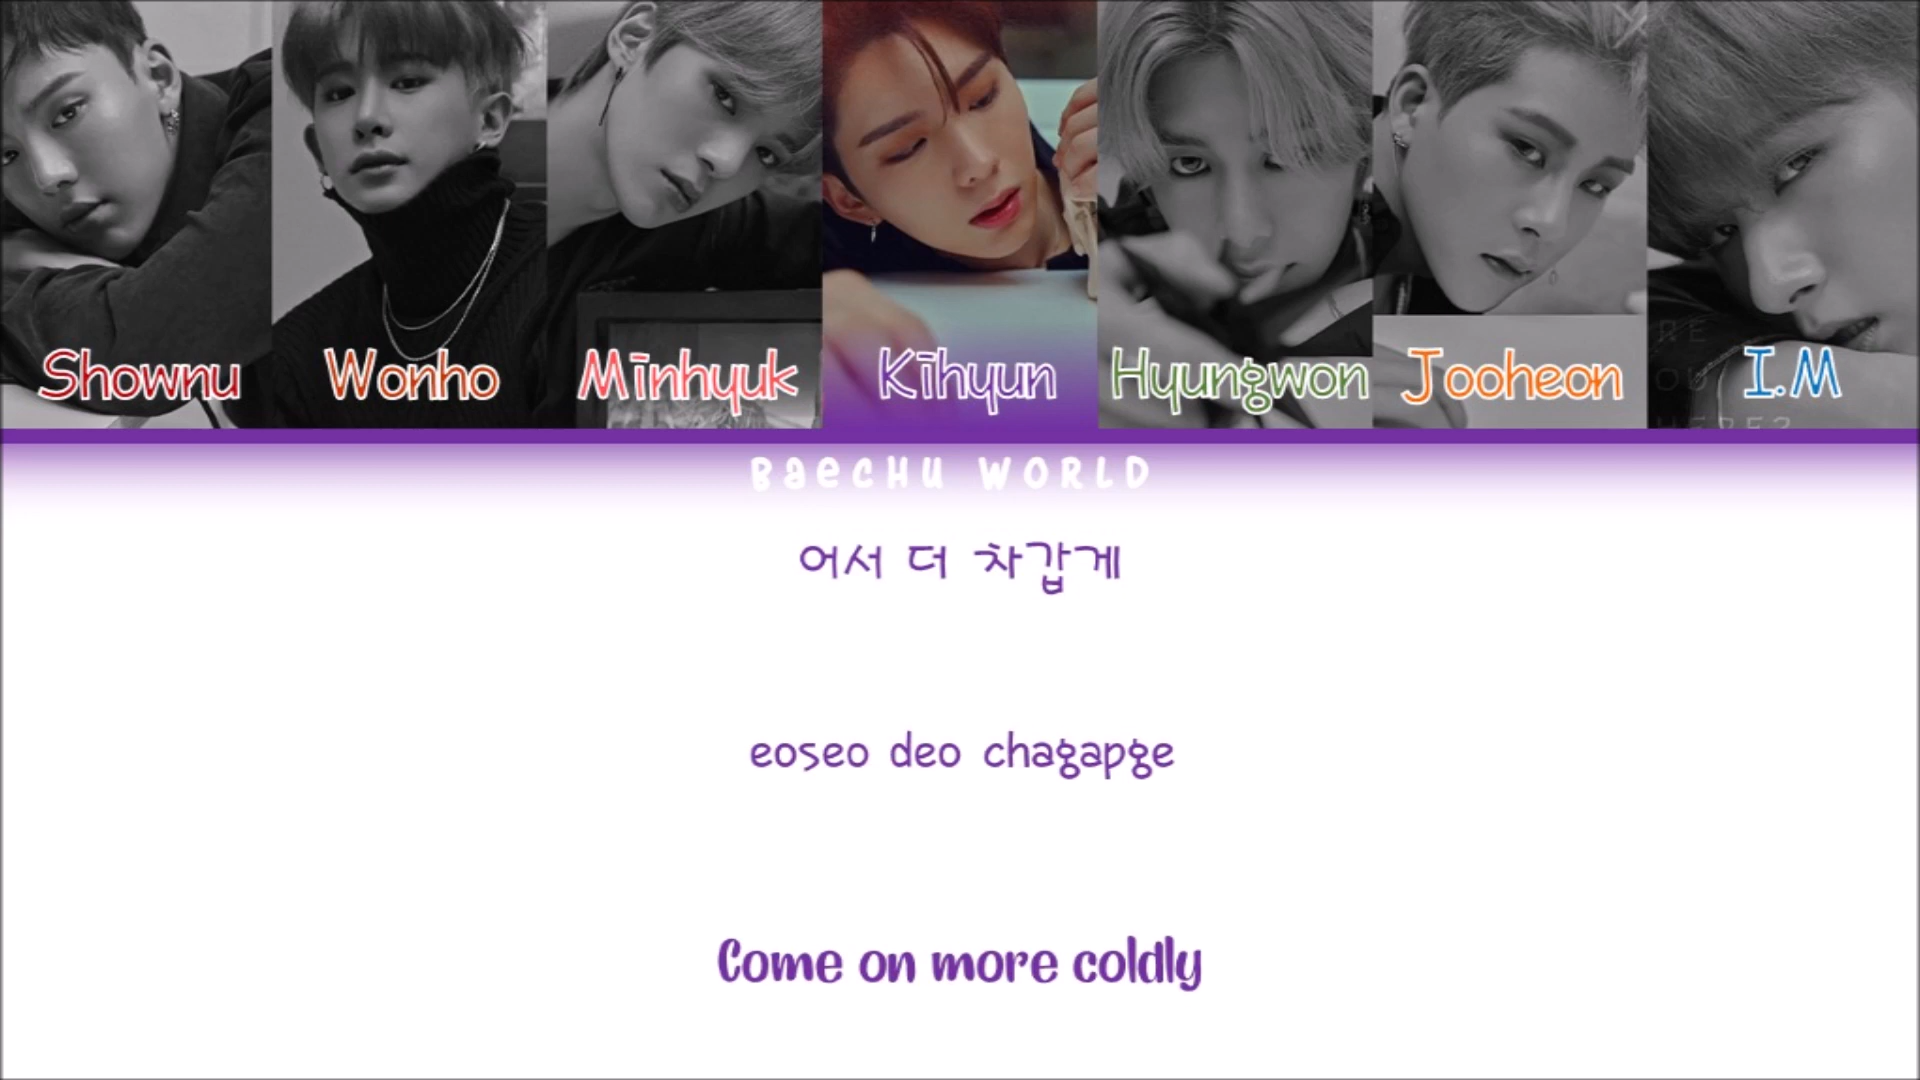 Shownu Wonho Minhyuk Kihyun Hyungwon Jooheon I.M
BaecHu WORLD
어서 더 차갑게
eoseo deo chagapge
Come on more coldly